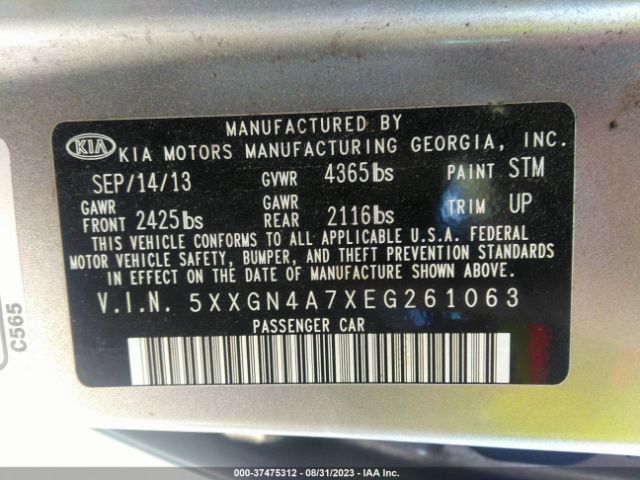 MANUFACTURED BY
KIA KIA MOTORS MANUFACTURING GEORGIA, INC.
SEP/14/13 GVWR 4365lbs PAINT STM
GAWR FRONT 2425lbs GAWR REAR 2116lbs TRIM UP
THIS VEHICLE CONFORMS TO ALL APPLICABLE U.S.A. FEDERAL
MOTOR VEHICLE SAFETY, BUMPER, AND THEFT PREVENTION STANDARDS
IN EFFECT ON THE DATE OF MANUFACTURE SHOWN ABOVE.
V.I.N. 5XXGN4A7XEG261063
PASSENGER CAR
C565
000-37475312 - 08/31/2023 - IAA Inc.